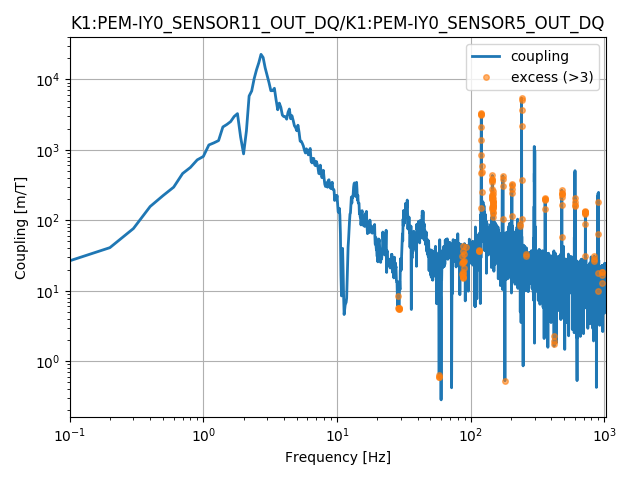 K1:PEM-IY0_SENSOR11_OUT_DQ/K1:PEM-IY0_SENSOR5_OUT_DQ
coupling
excess (>3)
Coupling [m/T]
10⁴
10³
10²
10¹
10⁰
10⁻¹
10⁰
10¹
10²
10³
Frequency [Hz]